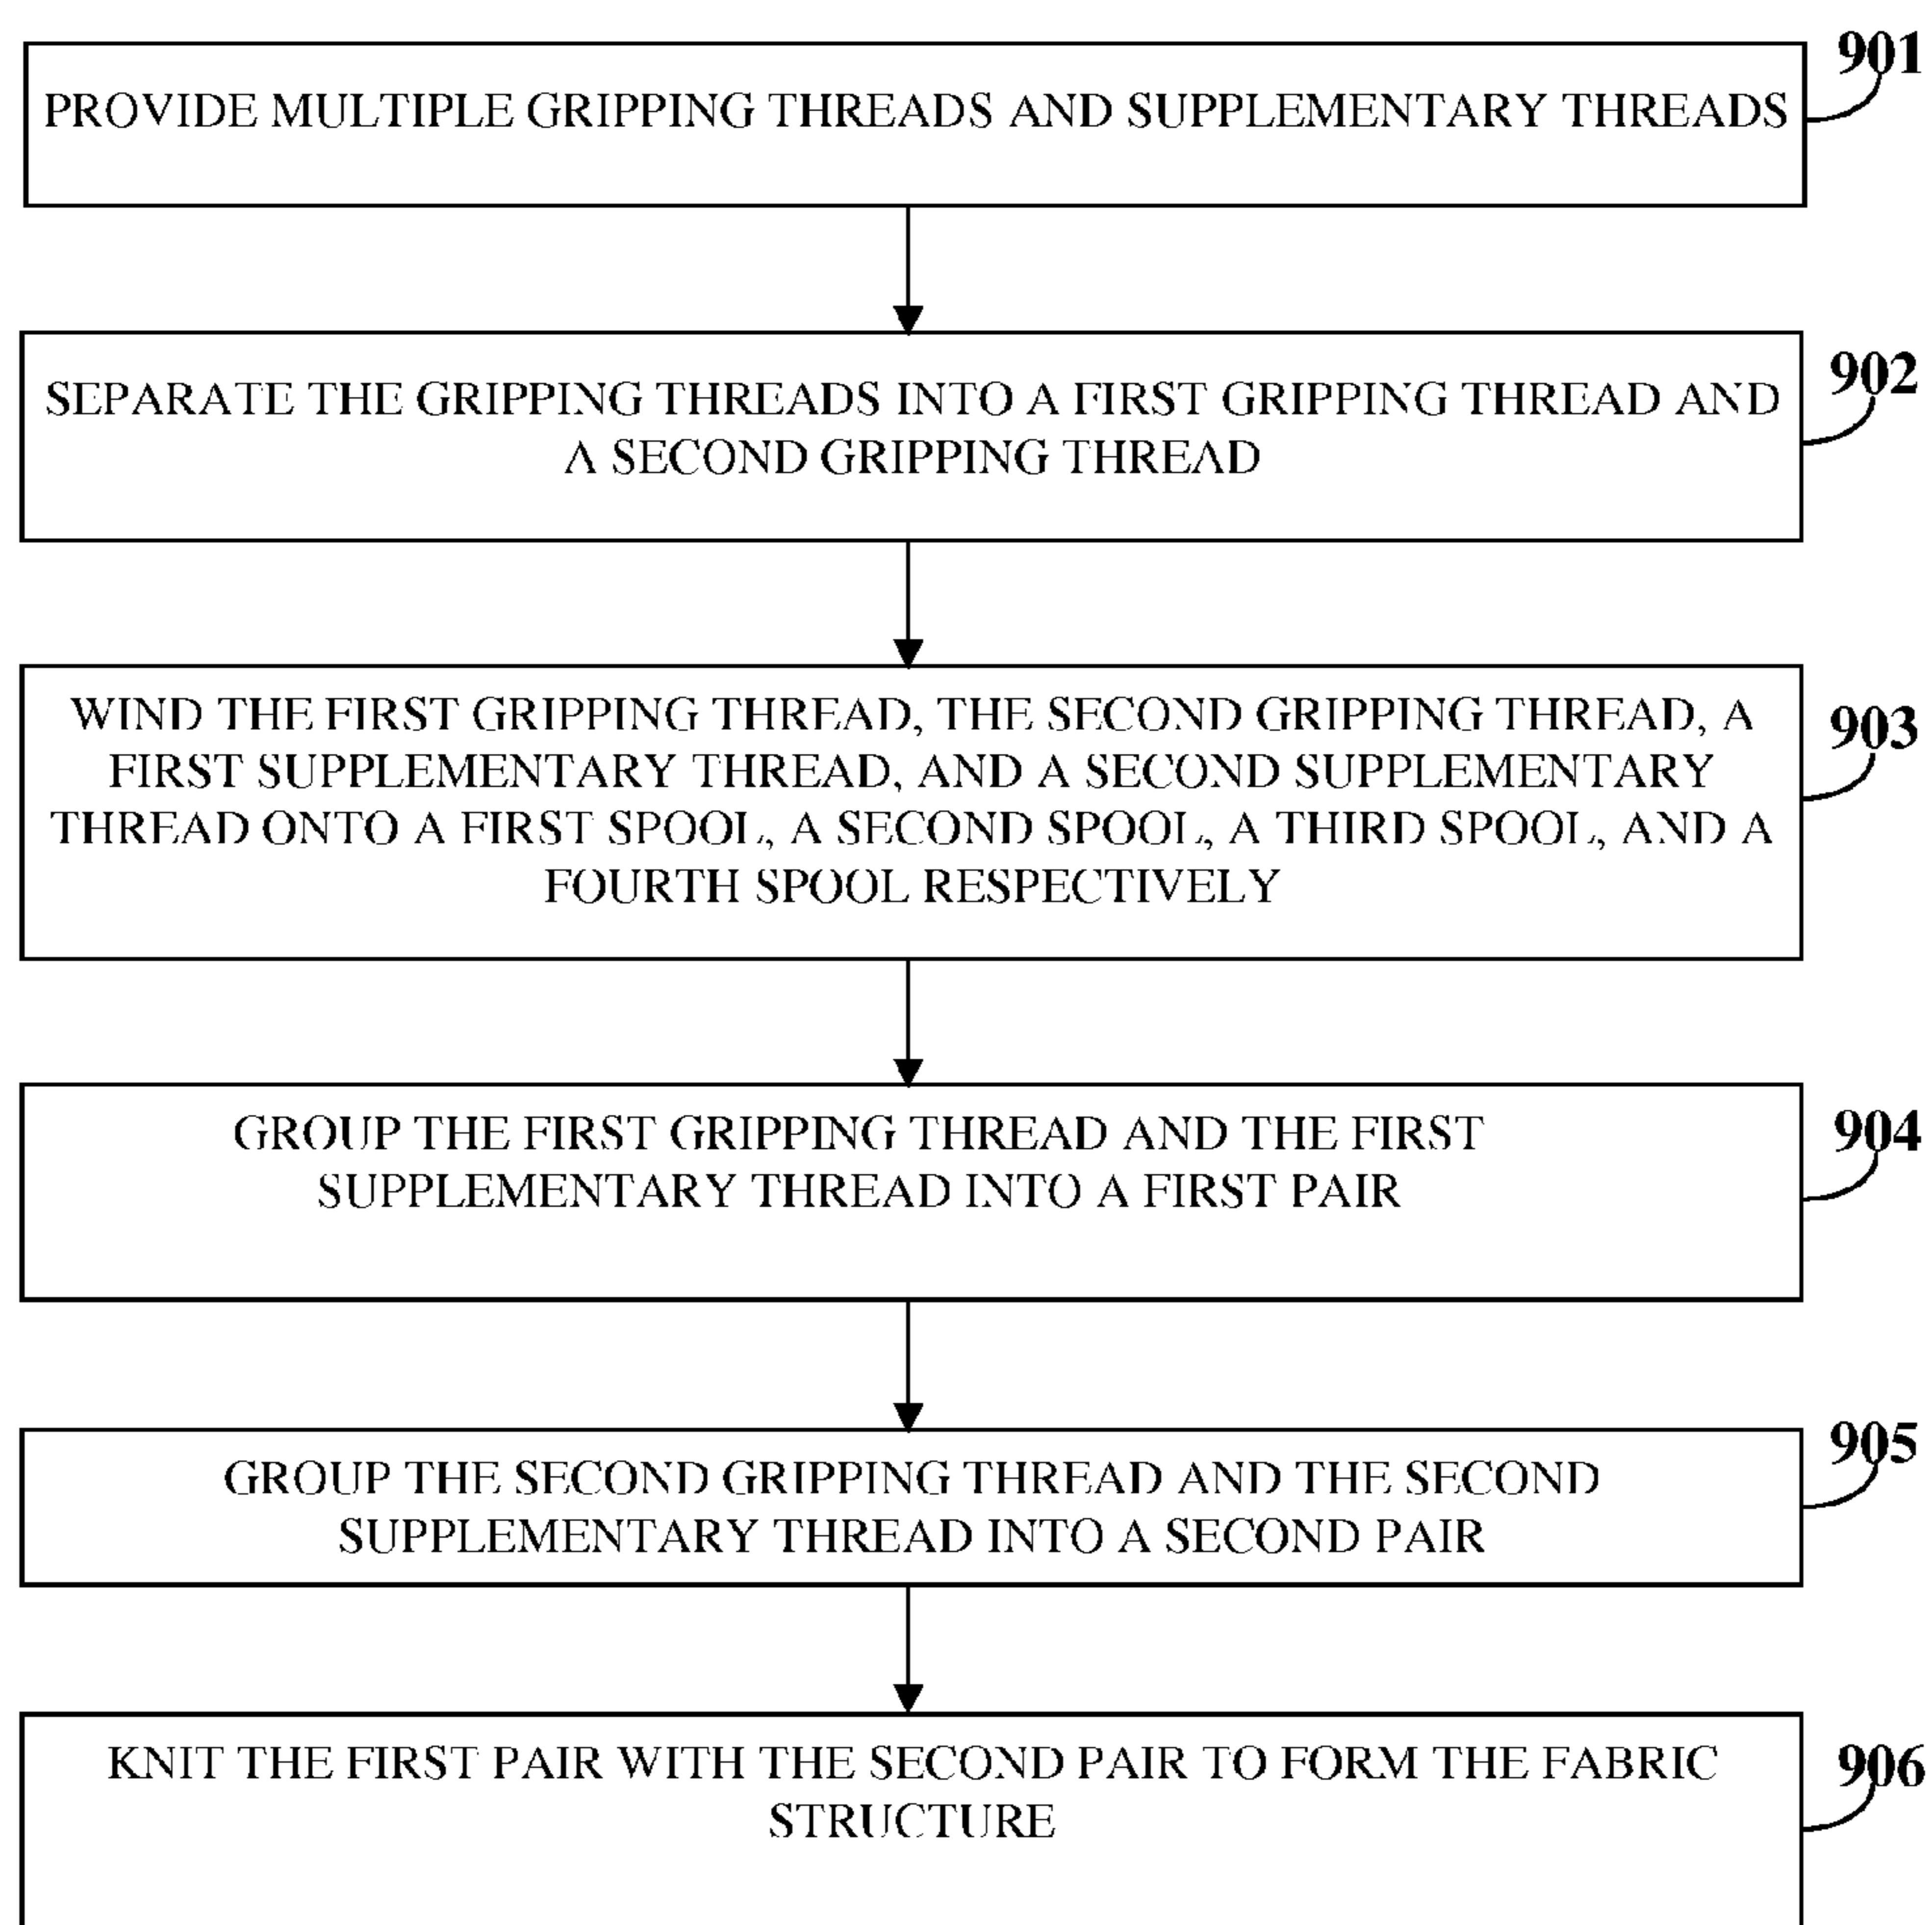 901
PROVIDE MULTIPLE GRIPPING THREADS AND SUPPLEMENTARY THREADS
902
SEPARATE THE GRIPPING THREADS INTO A FIRST GRIPPING THREAD AND
A SECOND GRIPPING THREAD
903
WIND THE FIRST GRIPPING THREAD, THE SECOND GRIPPING THREAD, A
FIRST SUPPLEMENTARY THREAD, AND A SECOND SUPPLEMENTARY
THREAD ONTO A FIRST SPOOL, A SECOND SPOOL, A THIRD SPOOL, AND A
FOURTH SPOOL RESPECTIVELY
904
GROUP THE FIRST GRIPPING THREAD AND THE FIRST
SUPPLEMENTARY THREAD INTO A FIRST PAIR
905
GROUP THE SECOND GRIPPING THREAD AND THE SECOND
SUPPLEMENTARY THREAD INTO A SECOND PAIR
906
KNIT THE FIRST PAIR WITH THE SECOND PAIR TO FORM THE FABRIC
STRUCTURE